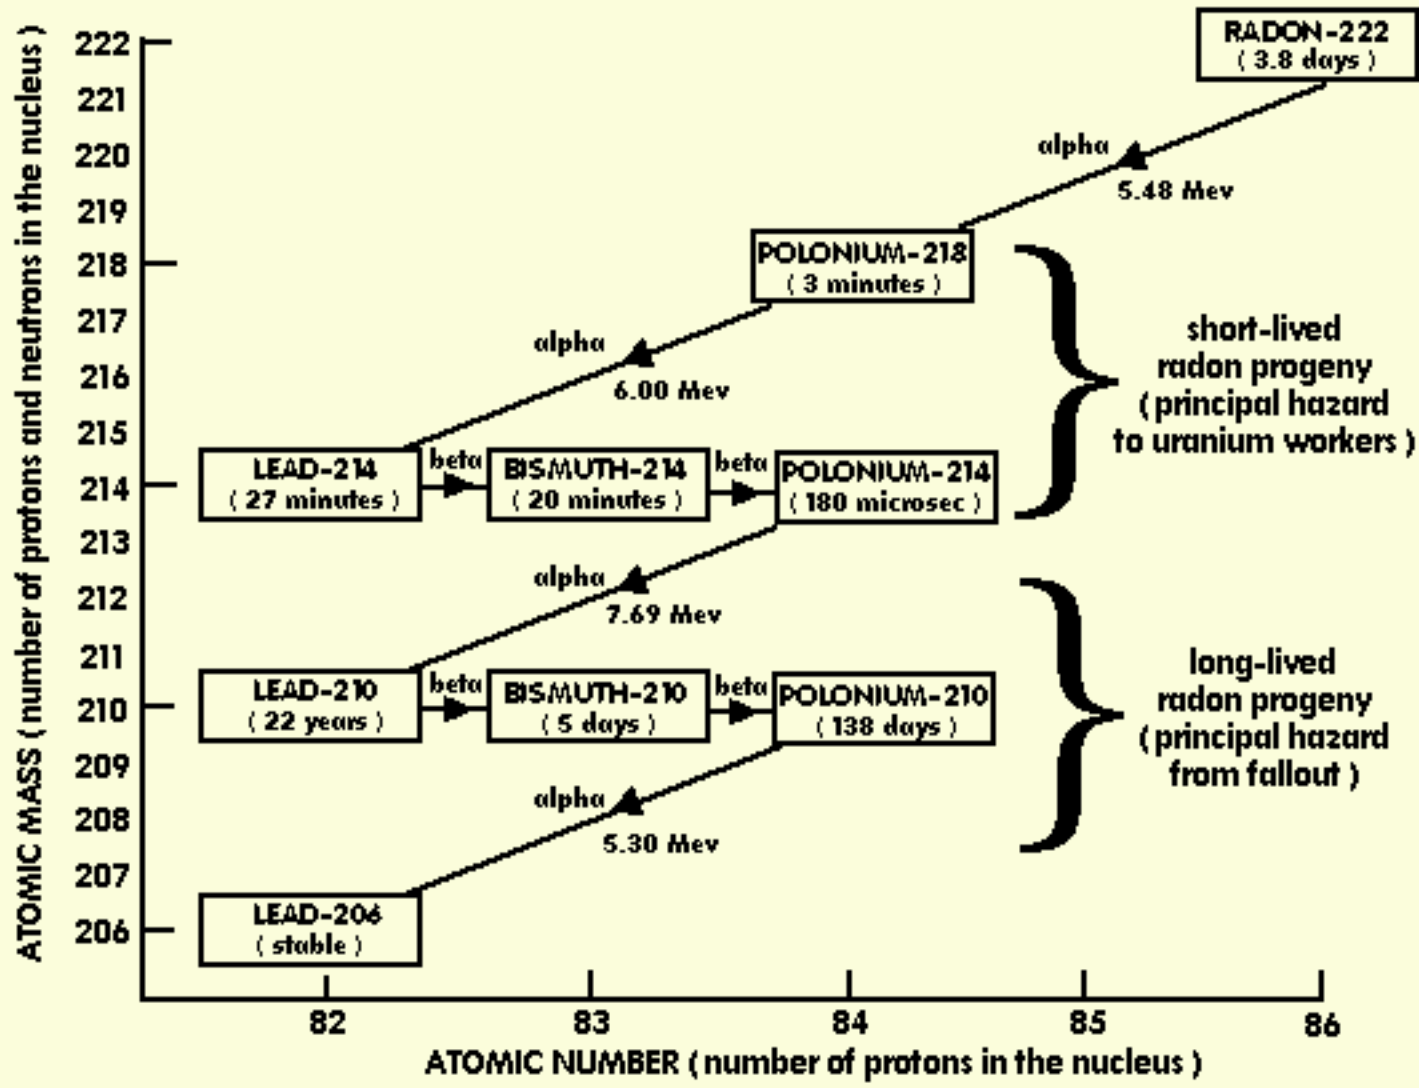 ATOMIC MASS ( number of protons and neutrons in the nucleus )
222
221
220
219
218
217
216
215
214
213
212
211
210
209
208
207
206
RADON-222
( 3.8 days )
alpha
5.48 Mev
POLONIUM-218
( 3 minutes )
alpha
6.00 Mev
short-lived
radon progeny
( principal hazard
to uranium workers )
LEAD-214
( 27 minutes )
beta
BISMUTH-214
( 20 minutes )
beta
POLONIUM-214
( 180 microsec )
alpha
7.69 Mev
long-lived
radon progeny
( principal hazard
from fallout )
LEAD-210
( 22 years )
beta
BISMUTH-210
( 5 days )
beta
POLONIUM-210
( 138 days )
alpha
5.30 Mev
LEAD-206
( stable )
82
83
84
85
86
ATOMIC NUMBER ( number of protons in the nucleus )